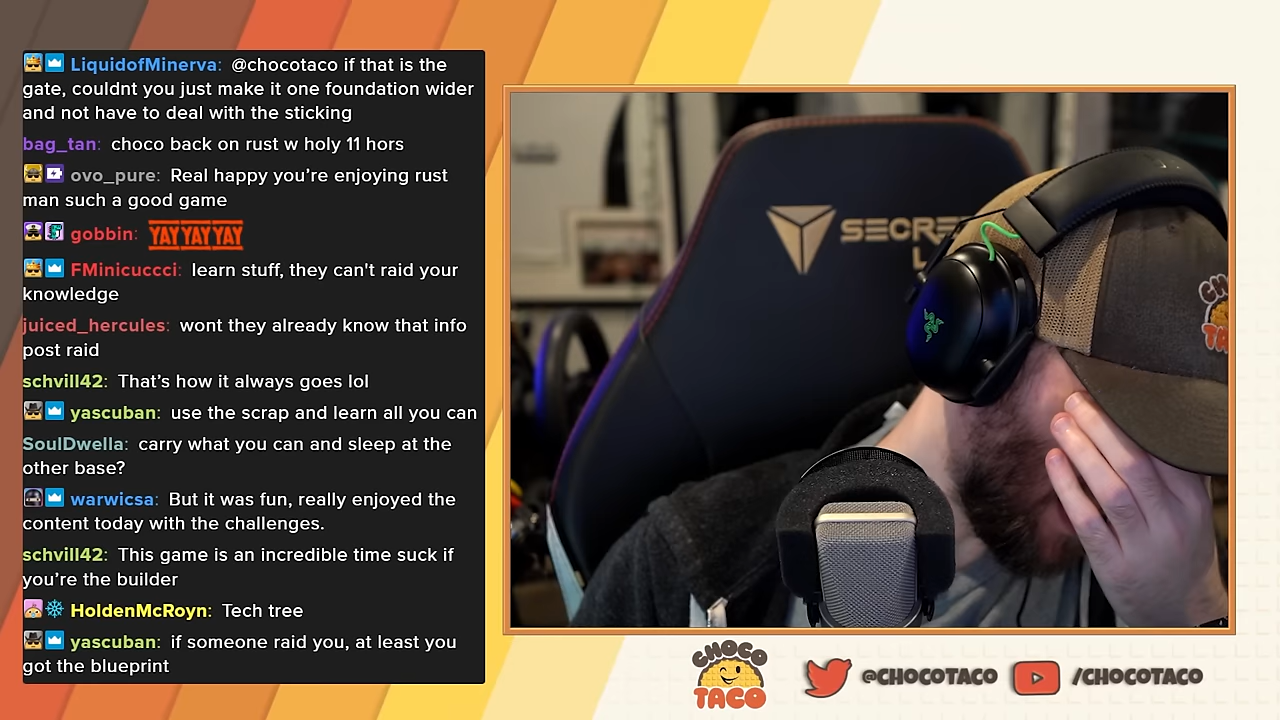 LiquidofMinerva: @chocotaco if that is the
gate, couldnt you just make it one foundation wider
and not have to deal with the sticking
bag_tan: choco back on rust w holy 11 hors
ovo_pure: Real happy you’re enjoying rust
man such a good game
gobbin: YAY YAY YAY
FMinicuccci: learn stuff, they can't raid your
knowledge
juiced_hercules: wont they already know that info
post raid
schvill42: That’s how it always goes lol
yascuban: use the scrap and learn all you can
SoulDwella: carry what you can and sleep at the
other base?
warwicsa: But it was fun, really enjoyed the
content today with the challenges.
schvill42: This game is an incredible time suck if
you’re the builder
HoldenMcRoyn: Tech tree
yascuban: if someone raid you, at least you
got the blueprint
SECRE
L
CHO
TA
CHOCO
TACO
@CHOCOTACO
/CHOCOTACO